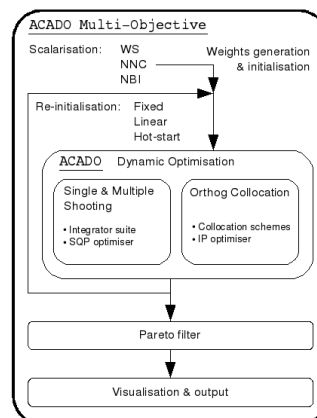 ACADO Multi-Objective
Scalarisation: WS
NNC
NBI
Weights generation
& initialisation
Re-initialisation: Fixed
Linear
Hot-start
ACADO Dynamic Optimisation
Single & Multiple
Shooting
• Integrator suite
• SQP optimiser
Orthog Collocation
• Collocation schemes
• IP optimiser
Pareto filter
Visualisation & output